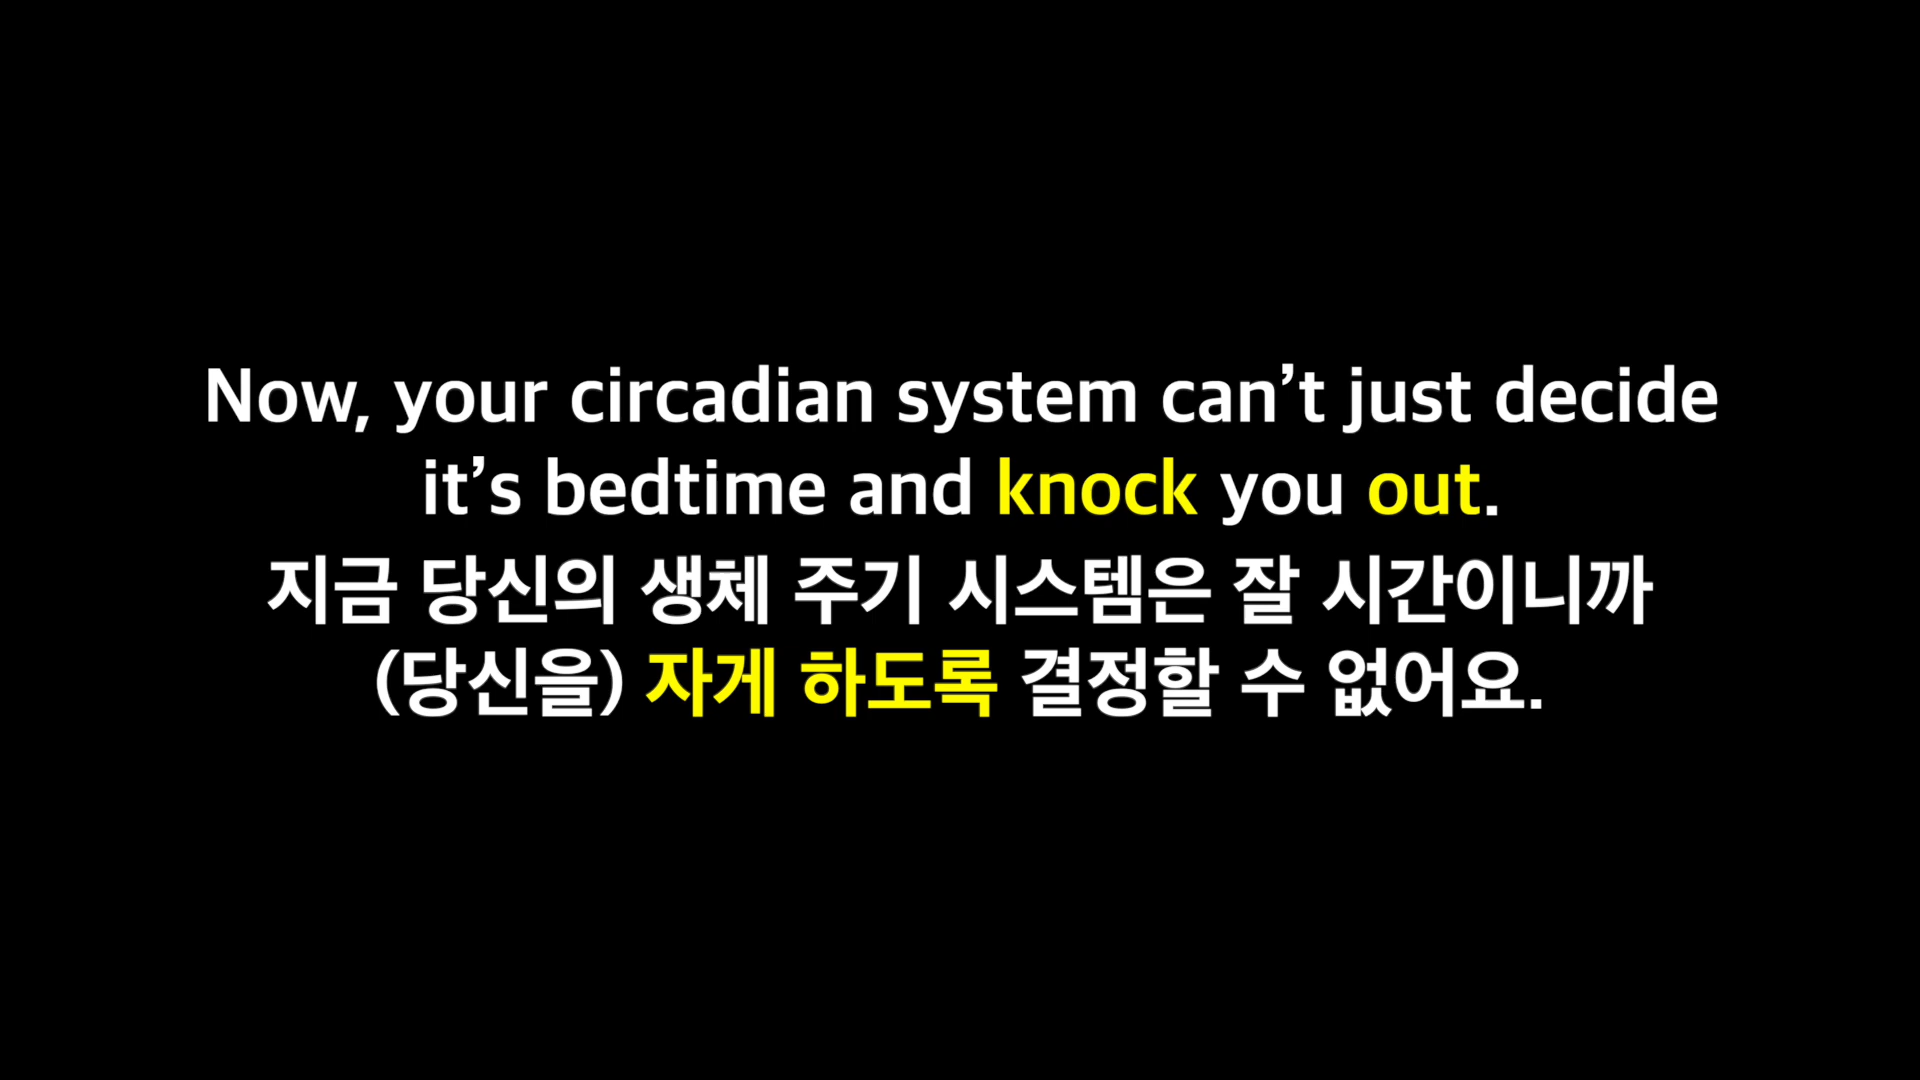 Now, your circadian system can’t just decide
it’s bedtime and knock you out.
지금 당신의 생체 주기 시스템은 잘 시간이니까
(당신을) 자게 하도록 결정할 수 없어요.